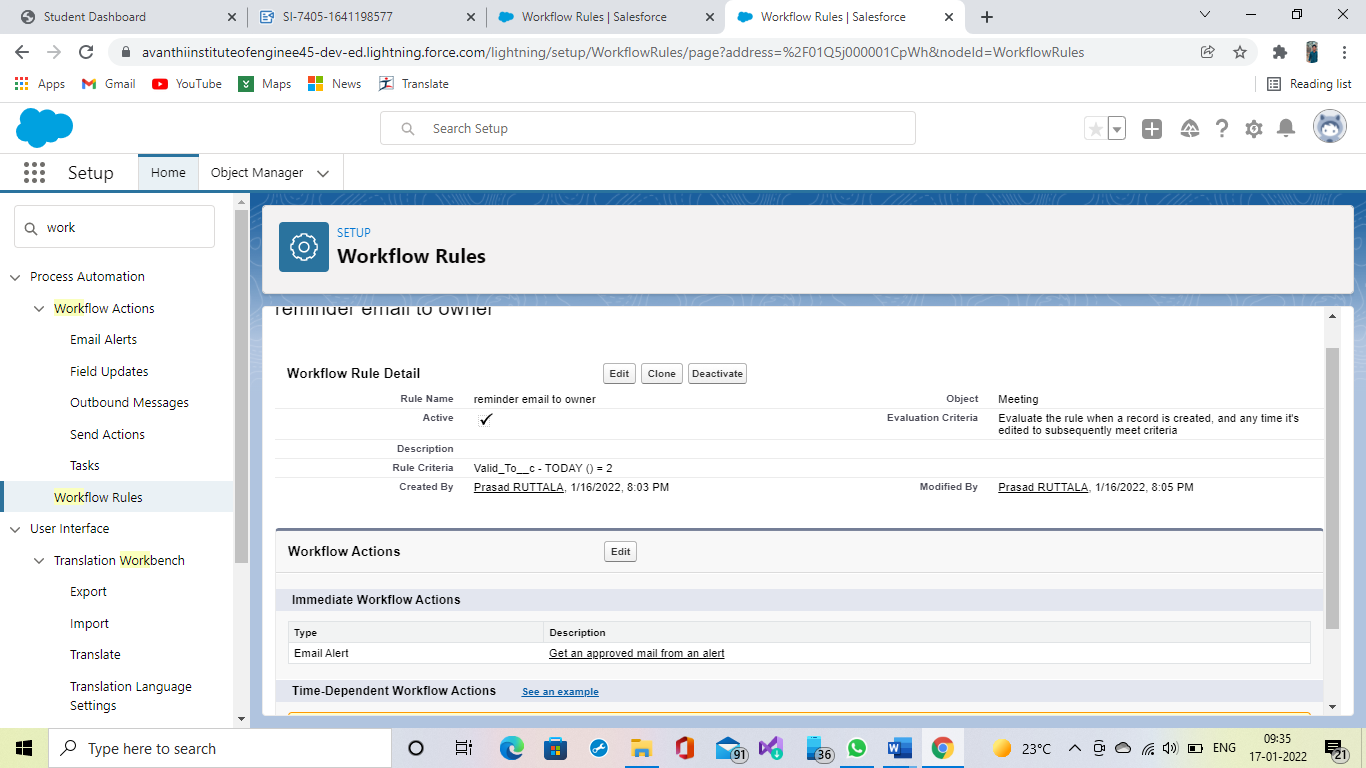 Student Dashboard
SI-7405-1641198577
Workflow Rules | Salesforce
Workflow Rules | Salesforce
avanthiinstituteofenginee45-dev-ed.lightning.force.com/lightning/setup/WorkflowRules/page?address=%2F01Q5j000001CpWh&nodeId=WorkflowRules
Apps
Gmail
YouTube
Maps
News
Translate
Reading list
Search Setup
Setup
Home
Object Manager
work
Process Automation
Workflow Actions
Email Alerts
Field Updates
Outbound Messages
Send Actions
Tasks
Workflow Rules
User Interface
Translation Workbench
Export
Import
Translate
Translation Language
Settings
SETUP
Workflow Rules
reminder email to owner
Workflow Rule Detail
Edit
Clone
Deactivate
Rule Name
reminder email to owner
Object
Meeting
Active
Evaluation Criteria
Evaluate the rule when a record is created, and any time it's
edited to subsequently meet criteria
Description
Rule Criteria
Valid_To__c - TODAY () = 2
Created By
Prasad RUTTALA, 1/16/2022, 8:03 PM
Modified By
Prasad RUTTALA, 1/16/2022, 8:05 PM
Workflow Actions
Edit
Immediate Workflow Actions
Type
Description
Email Alert
Get an approved mail from an alert
Time-Dependent Workflow Actions
See an example
Type here to search
91
36
23°C
ENG
09:35
17-01-2022
21